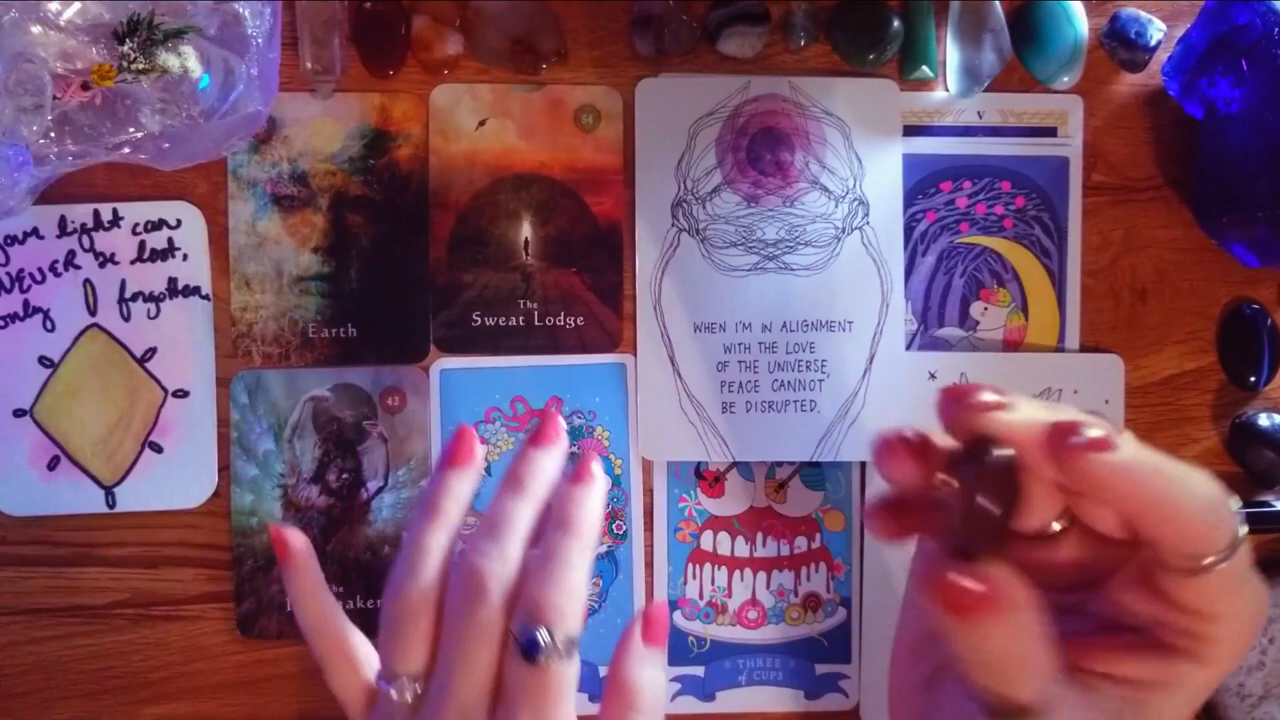 your light can
NEVER be lost,
only forgotten.
Earth
54
The
Sweat Lodge
43
The
WHEN I'M IN ALIGNMENT
WITH THE LOVE
OF THE UNIVERSE,
PEACE CANNOT
BE DISRUPTED.
V
THREE
of CUPS